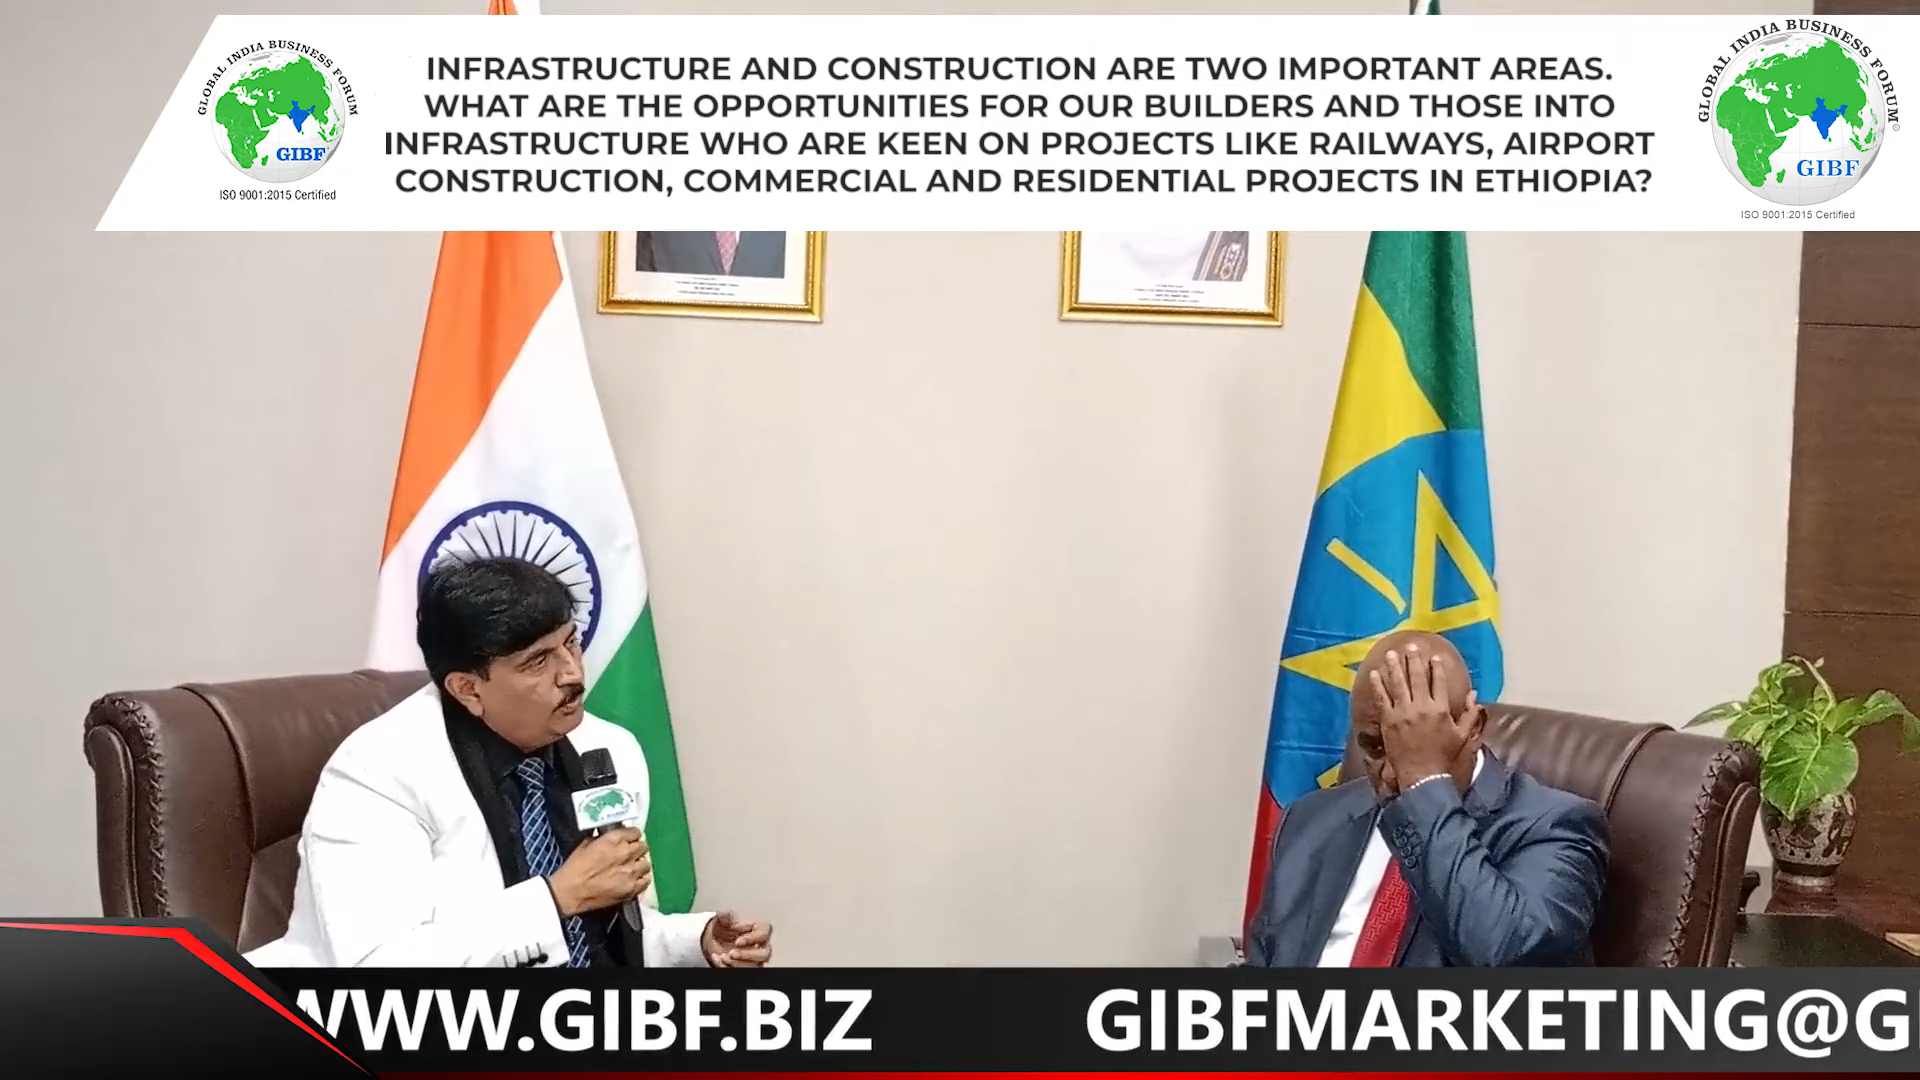 GLOBAL INDIA BUSINESS FORUM
GIBF
ISO 9001:2015 Certified
INFRASTRUCTURE AND CONSTRUCTION ARE TWO IMPORTANT AREAS.
WHAT ARE THE OPPORTUNITIES FOR OUR BUILDERS AND THOSE INTO
INFRASTRUCTURE WHO ARE KEEN ON PROJECTS LIKE RAILWAYS, AIRPORT
CONSTRUCTION, COMMERCIAL AND RESIDENTIAL PROJECTS IN ETHIOPIA?
GLOBAL INDIA BUSINESS FORUM
GIBF
ISO 9001:2015 Certified
WWW.GIBF.BIZ
GIBFMARKETING@G